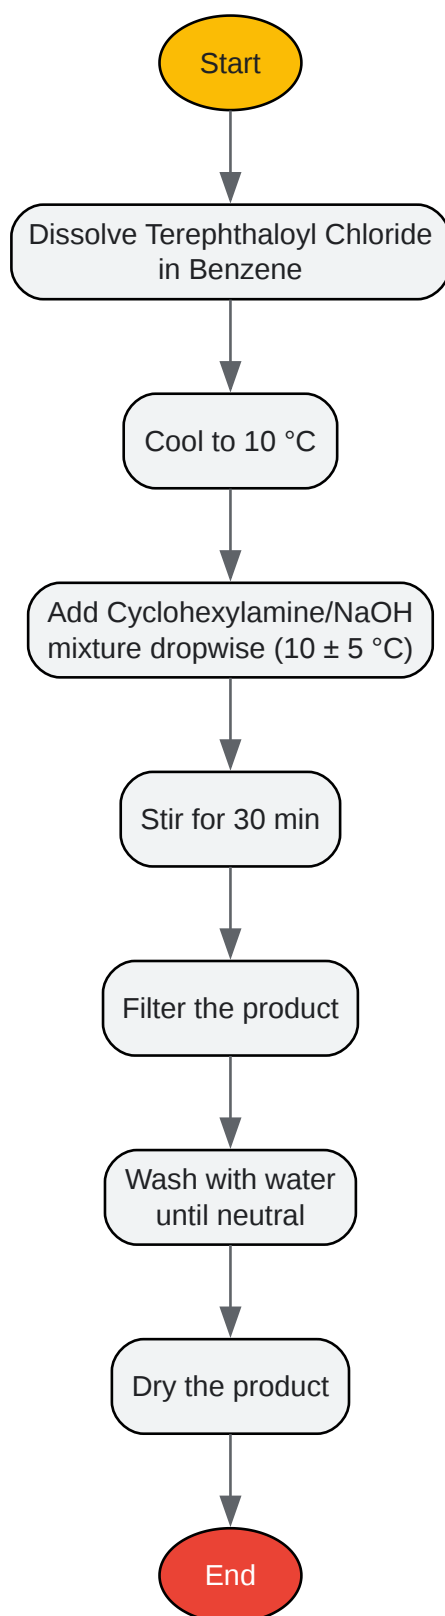 Start
Dissolve Terephthaloyl Chloride
in Benzene
Cool to 10 °C
Add Cyclohexylamine/NaOH
mixture dropwise (10 ± 5 °C)
Stir for 30 min
Filter the product
Wash with water
until neutral
Dry the product
End